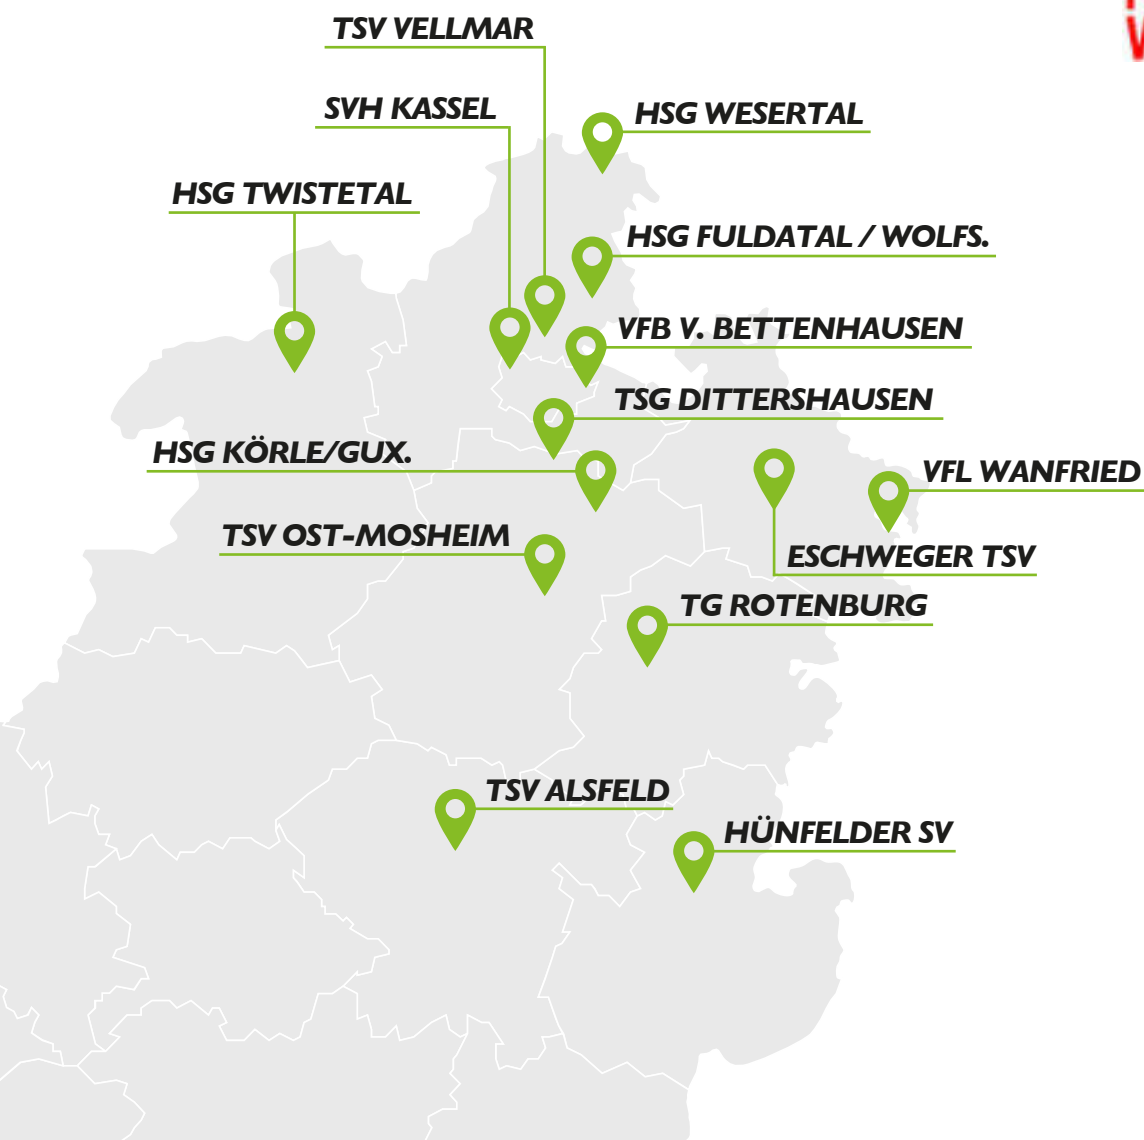 TSV VELLMAR
SVH KASSEL
HSG WESERTAL
HSG TWISTETAL
HSG FULDATAL / WOLFS.
VFB V. BETTENHAUSEN
TSG DITTERSHAUSEN
HSG KÖRLE/GUX.
VFL WANFRIED
TSV OST-MOSHEIM
ESCHWEGER TSV
TG ROTENBURG
TSV ALSFELD
HÜNFELDER SV